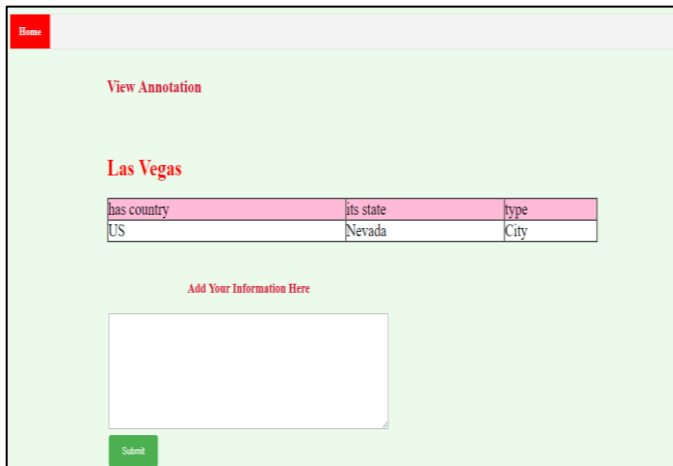 Home
View Annotation
Las Vegas
has country its state type
US Nevada City
Add Your Information Here
Submit